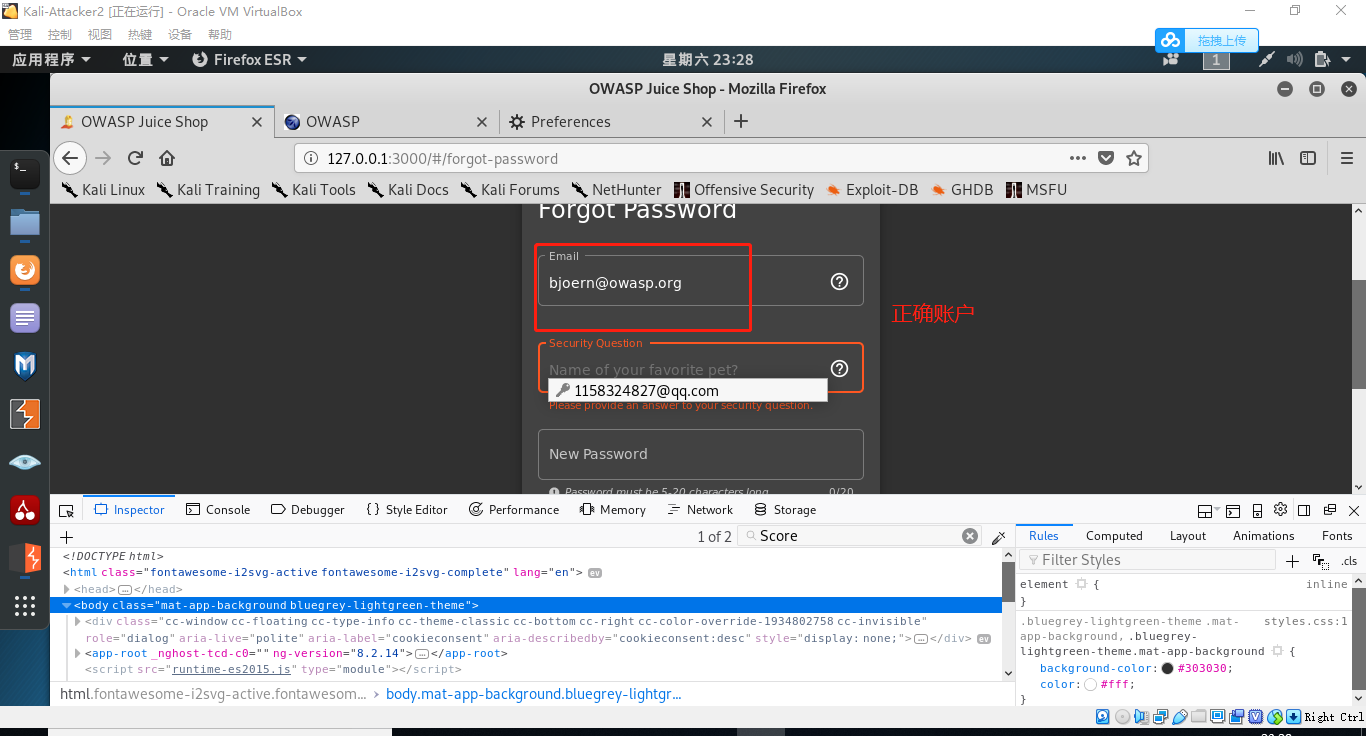 Kali-Attacker2 [正在运行] - Oracle VM VirtualBox
管理 控制 视图 热键 设备 帮助
拖拽上传
应用程序 位置 Firefox ESR 星期六 23:28 1
OWASP Juice Shop - Mozilla Firefox
OWASP Juice Shop OWASP Preferences
127.0.0.1:3000/#/forgot-password
Kali Linux Kali Training Kali Tools Kali Docs Kali Forums NetHunter Offensive Security Exploit-DB GHDB MSFU
Forgot Password
Email
bjoern@owasp.org
正确账户
Security Question
Name of your favorite pet?
1158324827@qq.com
Please provide an answer to your security question.
New Password
Password must be 5-20 characters long. 0/20
Inspector Console Debugger { } Style Editor Performance Memory Network Storage
1 of 2 Score
Rules Computed Layout Animations Fonts
Filter Styles .cls
<!DOCTYPE html>
<html class="fontawesome-i2svg-active fontawesome-i2svg-complete" lang="en"> ev
<head>…</head>
<body class="mat-app-background bluegrey-lightgreen-theme">
<div class="cc-window cc-floating cc-type-info cc-theme-classic cc-bottom cc-right cc-color-override-1934802758 cc-invisible"
role="dialog" aria-live="polite" aria-label="cookieconsent" aria-describedby="cookieconsent:desc" style="display: none;">…</div> ev
<app-root _nghost-tcd-c0="" ng-version="8.2.14">…</app-root>
<script src="runtime-es2015.js" type="module"></script>
html.fontawesome-i2svg-active.fontawesom... › body.mat-app-background.bluegrey-lightgr...
element { inline
}
.bluegrey-lightgreen-theme .mat- styles.css:1
app-background, .bluegrey-
lightgreen-theme.mat-app-background {
background-color: #303030;
color: #fff;
}
Right Ctrl